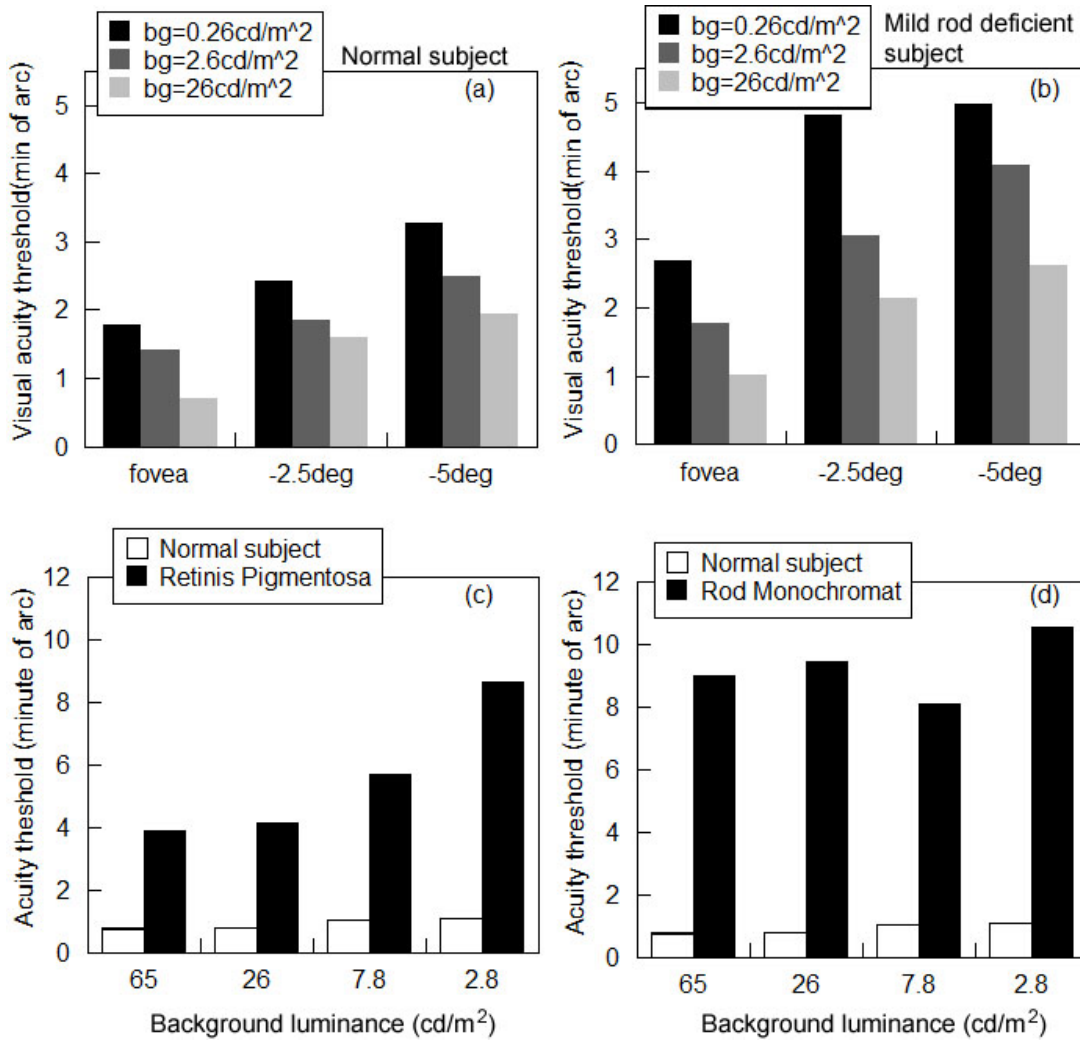 bg=0.26cd/m^2
bg=2.6cd/m^2
bg=26cd/m^2
Normal subject
(a)
Visual acuity threshold(min of arc)
5
4
3
2
1
0
fovea -2.5deg -5deg
bg=0.26cd/m^2
bg=2.6cd/m^2
bg=26cd/m^2
Mild rod deficient
subject
(b)
Visual acuity threshold(min of arc)
5
4
3
2
1
0
fovea -2.5deg -5deg
Normal subject
Retinis Pigmentosa
(c)
Acuity theshold (minute of arc)
12
10
8
6
4
2
0
65 26 7.8 2.8
Background luminance (cd/m²)
Normal subject
Rod Monochromat
(d)
Acuity threshold (minute of arc)
12
10
8
6
4
2
0
65 26 7.8 2.8
Background luminance (cd/m²)